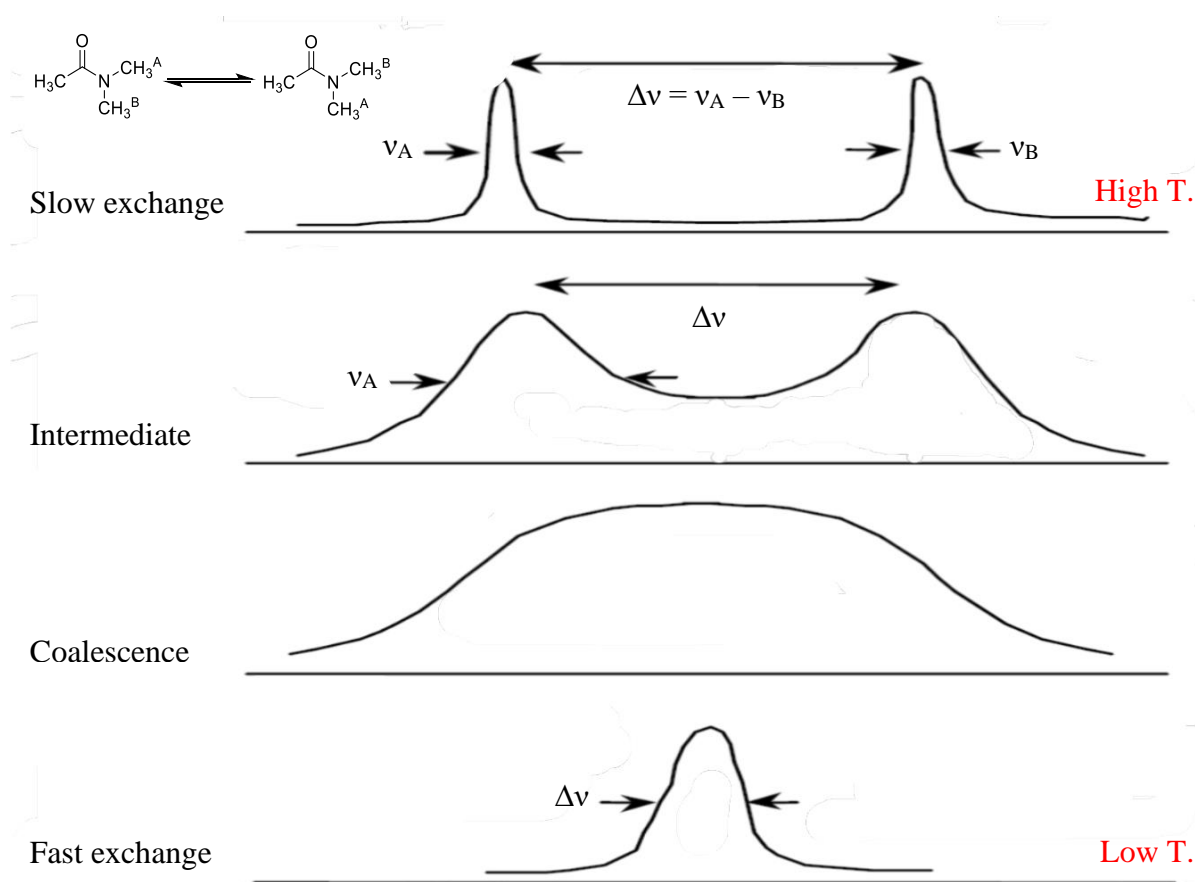 O O
H₃C N CH₃ᴬ H₃C N CH₃ᴮ
CH₃ᴮ CH₃ᴬ
Δν = νA – νB
νA νB
Slow exchange High T.
Δν
νA
Intermediate
Coalescence
Δν
Fast exchange Low T.